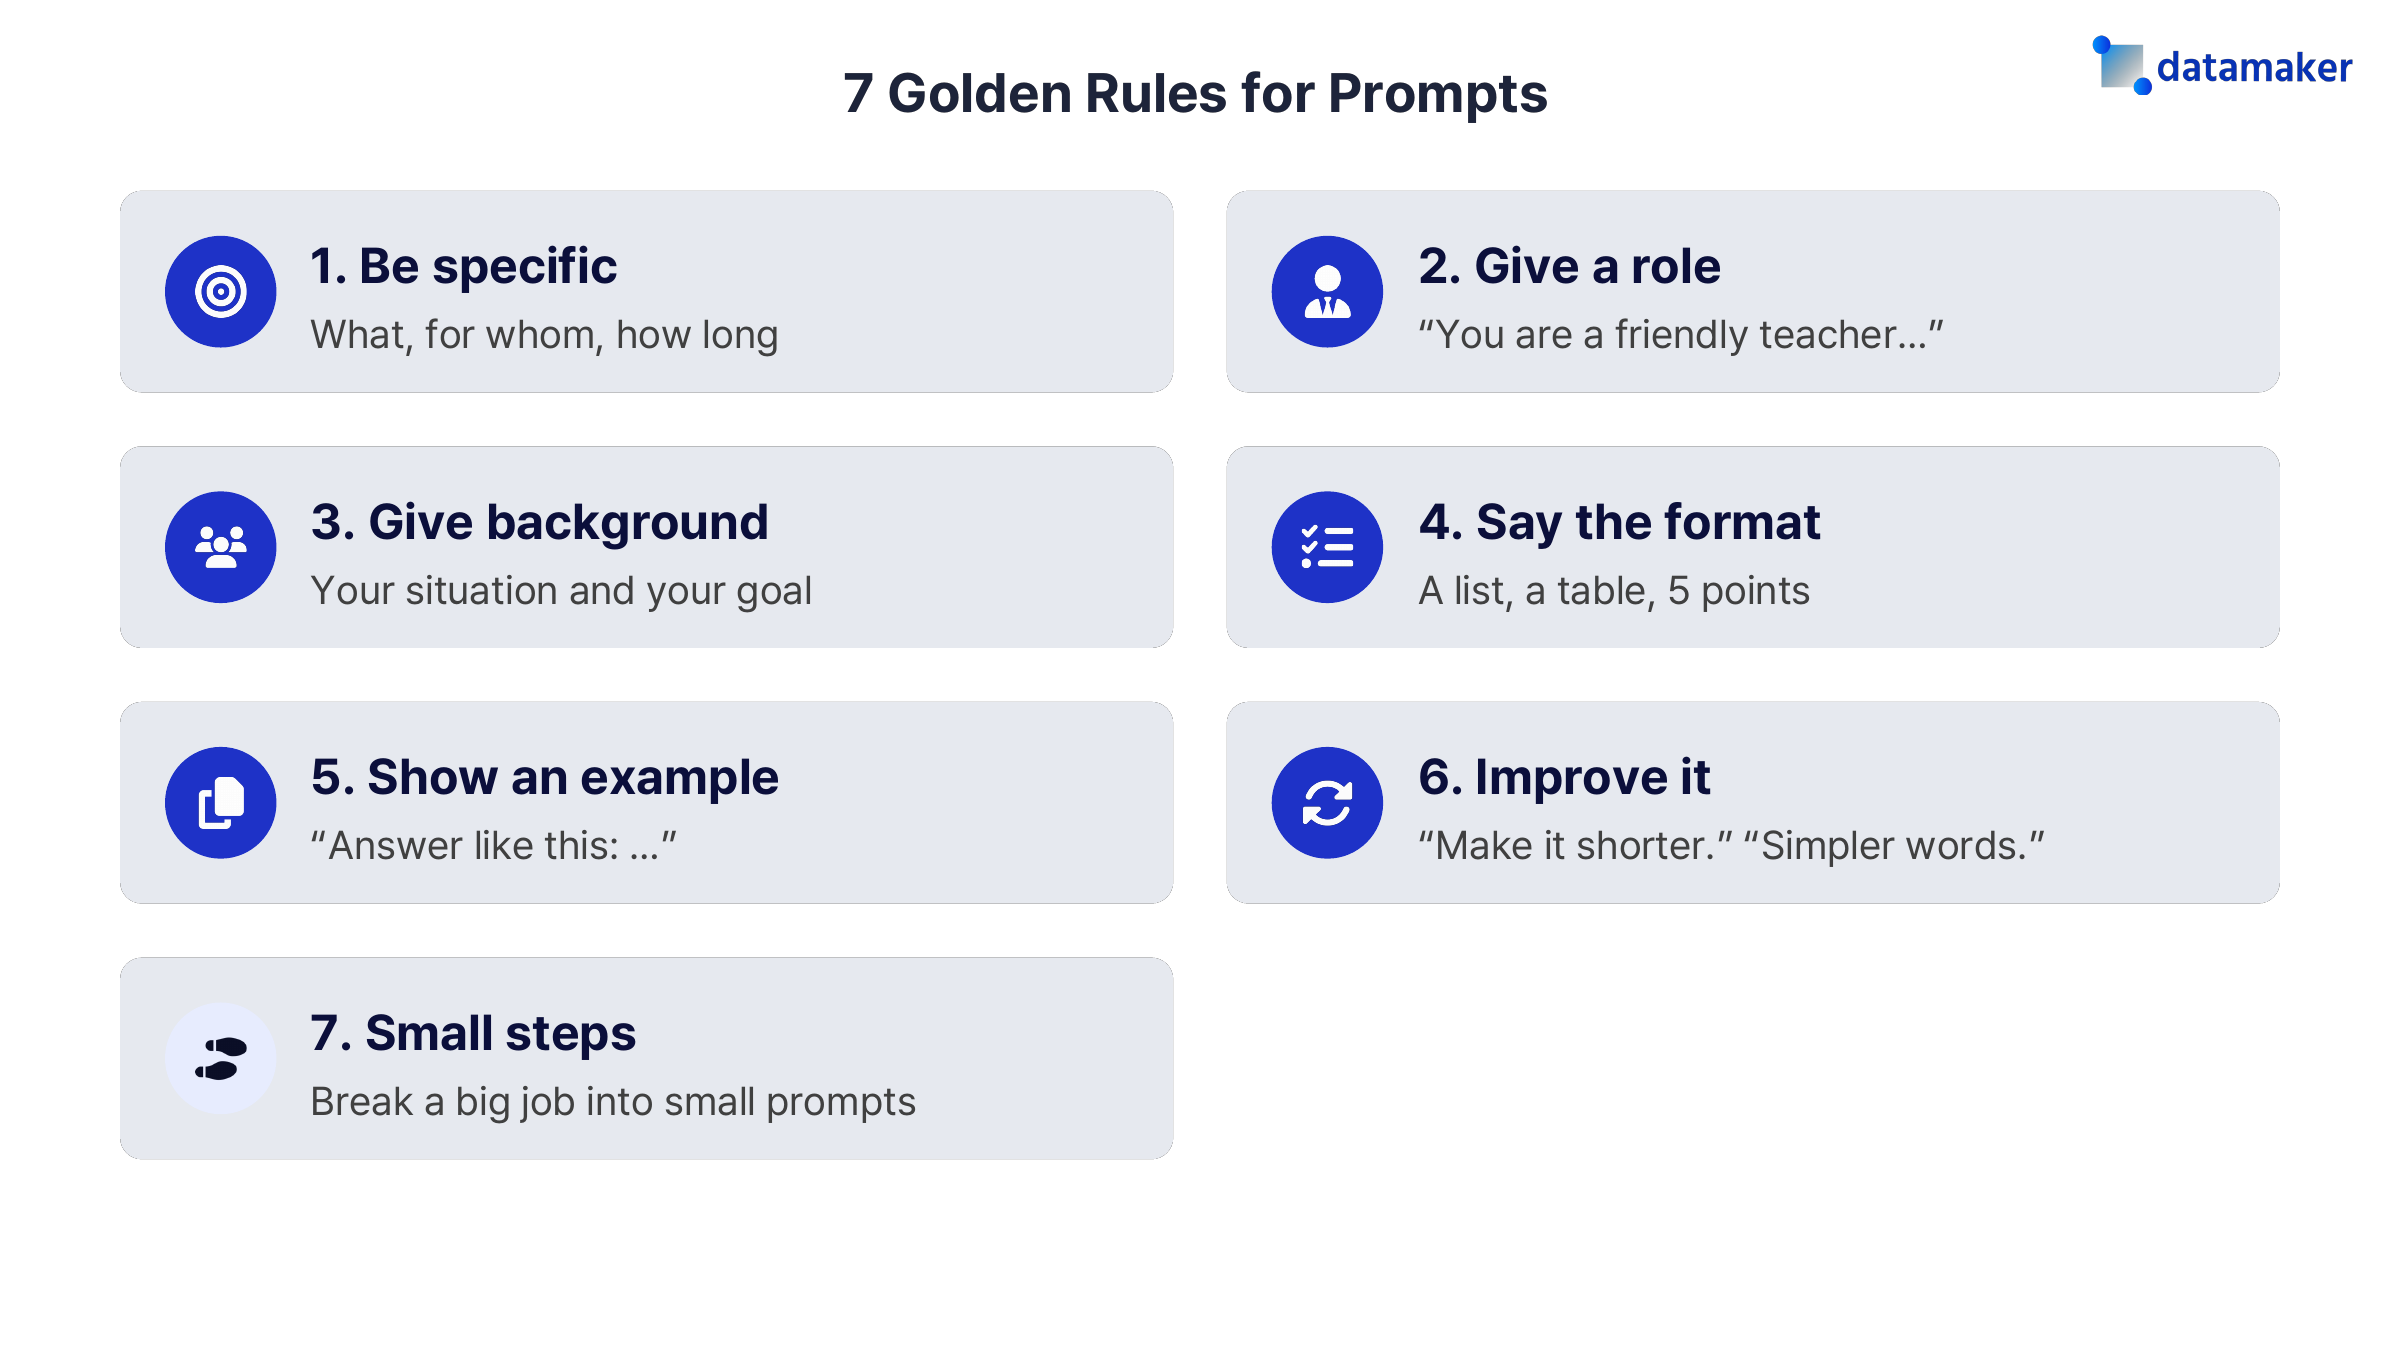 7 Golden Rules for Prompts
datamaker
1. Be specific
What, for whom, how long
2. Give a role
“You are a friendly teacher...”
3. Give background
Your situation and your goal
4. Say the format
A list, a table, 5 points
5. Show an example
“Answer like this: ...”
6. Improve it
“Make it shorter.” “Simpler words.”
7. Small steps
Break a big job into small prompts